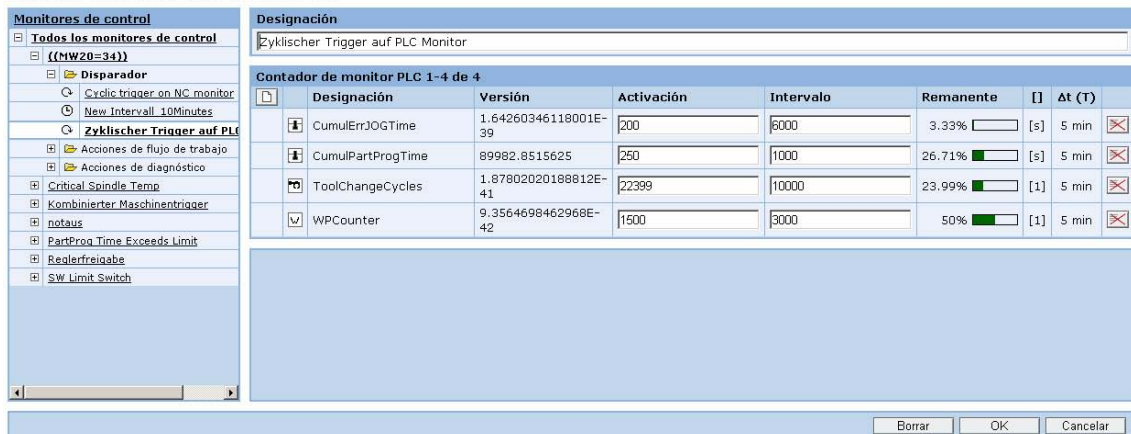 Monitores de control
Todos los monitores de control
((MW20=34))
Disparador
Cyclic trigger on NC monitor
New Intervall 10Minutes
Zyklischer Trigger auf PLC
Acciones de flujo de trabajo
Acciones de diagnóstico
Critical Spindle Temp
Kombinierter Maschinentrigger
notaus
PartProg Time Exceeds Limit
Reglerfreigabe
SW Limit Switch
Designación
Zyklischer Trigger auf PLC Monitor
Contador de monitor PLC 1-4 de 4
Designación Versión Activación Intervalo Remanente [] Δt (T)
CumulErrJOGTime 1.64260346118001E-39 200 6000 3.33% [s] 5 min
CumulPartProgTime 89982.8515625 250 1000 26.71% [s] 5 min
ToolChangeCycles 1.87802020188812E-41 22399 10000 23.99% [1] 5 min
WPCounter 9.3564698462968E-42 1500 3000 50% [1] 5 min
Borrar OK Cancelar